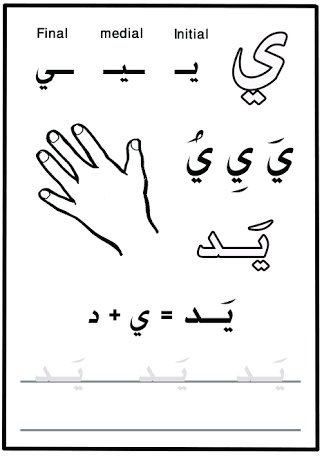 Final medial Initial
ي
ـي ـيـ يـ
يَ يِ يُ
يَـد
يَـد = ي + د
يَـد يَـد يَـد